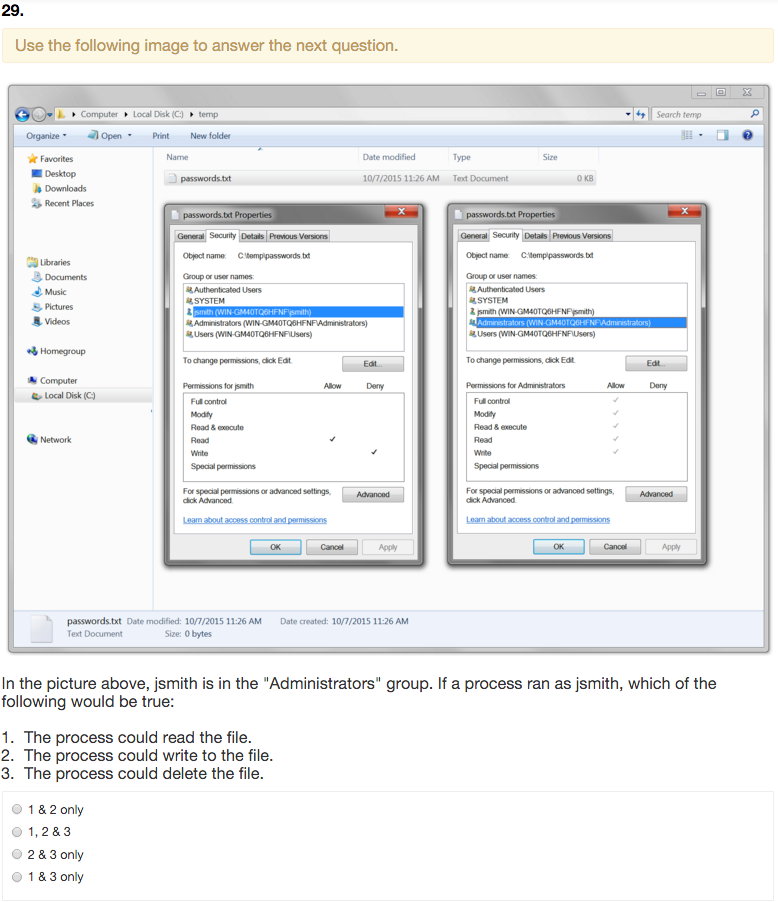 29.
Use the following image to answer the next question.
Computer Local Disk (C:) temp
Search temp
Organize Open Print New folder
Favorites
Desktop
Downloads
Recent Places
Libraries
Documents
Music
Pictures
Videos
Homegroup
Computer
Local Disk (C:)
Network
Name Date modified Type Size
passwords.txt 10/7/2015 11:26 AM Text Document 0 KB
passwords.txt Properties
General Security Details Previous Versions
Object name: C:\temp\passwords.txt
Group or user names:
Authenticated Users
SYSTEM
jsmith (WIN-GM40TQ6HFNF\jsmith)
Administrators (WIN-GM40TQ6HFNF\Administrators)
Users (WIN-GM40TQ6HFNF\Users)
To change permissions, click Edit. Edit...
Permissions for jsmith Allow Deny
Full control
Modify
Read & execute
Read ✓
Write ✓
Special permissions
For special permissions or advanced settings,
click Advanced. Advanced
Learn about access control and permissions
OK Cancel Apply
passwords.txt Properties
General Security Details Previous Versions
Object name: C:\temp\passwords.txt
Group or user names:
Authenticated Users
SYSTEM
jsmith (WIN-GM40TQ6HFNF\jsmith)
Administrators (WIN-GM40TQ6HFNF\Administrators)
Users (WIN-GM40TQ6HFNF\Users)
To change permissions, click Edit. Edit...
Permissions for Administrators Allow Deny
Full control ✓
Modify ✓
Read & execute ✓
Read ✓
Write ✓
Special permissions
For special permissions or advanced settings,
click Advanced. Advanced
Learn about access control and permissions
OK Cancel Apply
passwords.txt Date modified: 10/7/2015 11:26 AM Date created: 10/7/2015 11:26 AM
Text Document Size: 0 bytes
In the picture above, jsmith is in the "Administrators" group. If a process ran as jsmith, which of the
following would be true:
1. The process could read the file.
2. The process could write to the file.
3. The process could delete the file.
1 & 2 only
1, 2 & 3
2 & 3 only
1 & 3 only